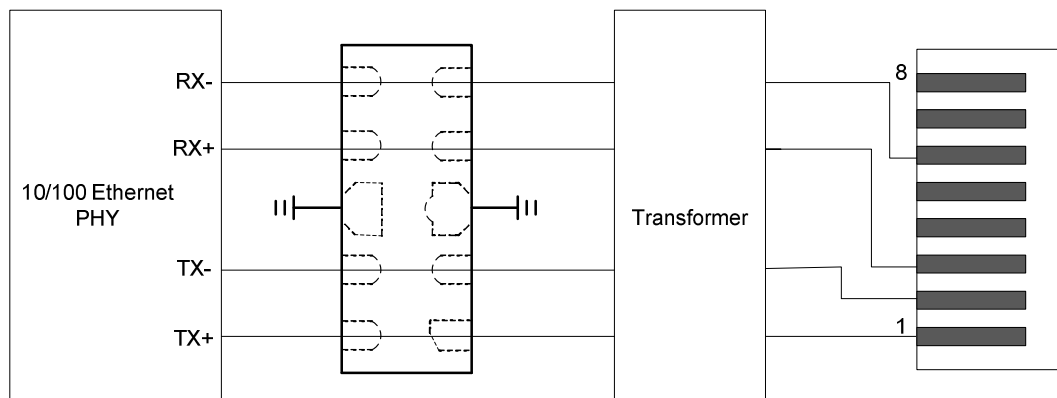 RX-
RX+
10/100 Ethernet
PHY
TX-
TX+
Transformer
8
1